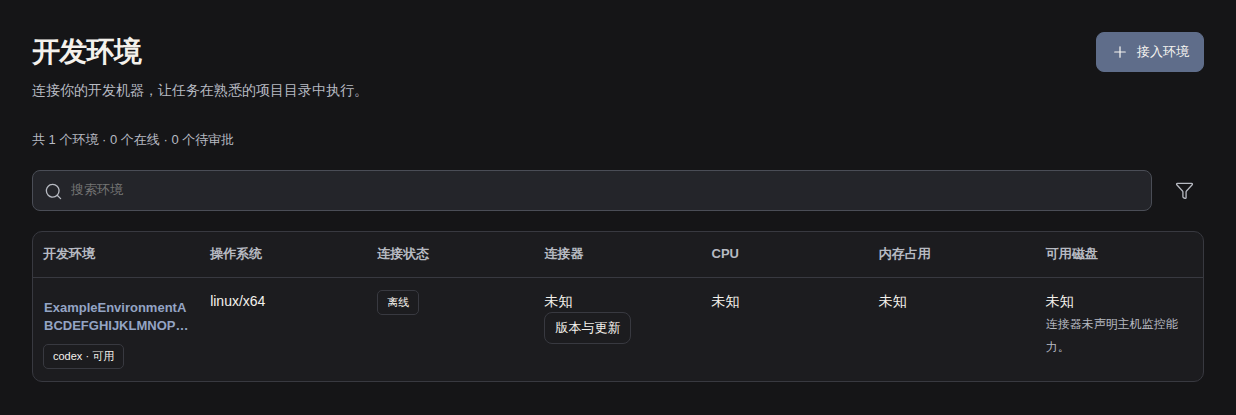 开发环境
接入环境
连接你的开发机器，让任务在熟悉的项目目录中执行。
共 1 个环境 · 0 个在线 · 0 个待审批
搜索环境
开发环境 操作系统 连接状态 连接器 CPU 内存占用 可用磁盘
ExampleEnvironmentA
BCDEFGHIJKLMNOP…
codex · 可用
linux/x64
离线
未知
版本与更新
未知
未知
未知
连接器未声明主机监控能
力。